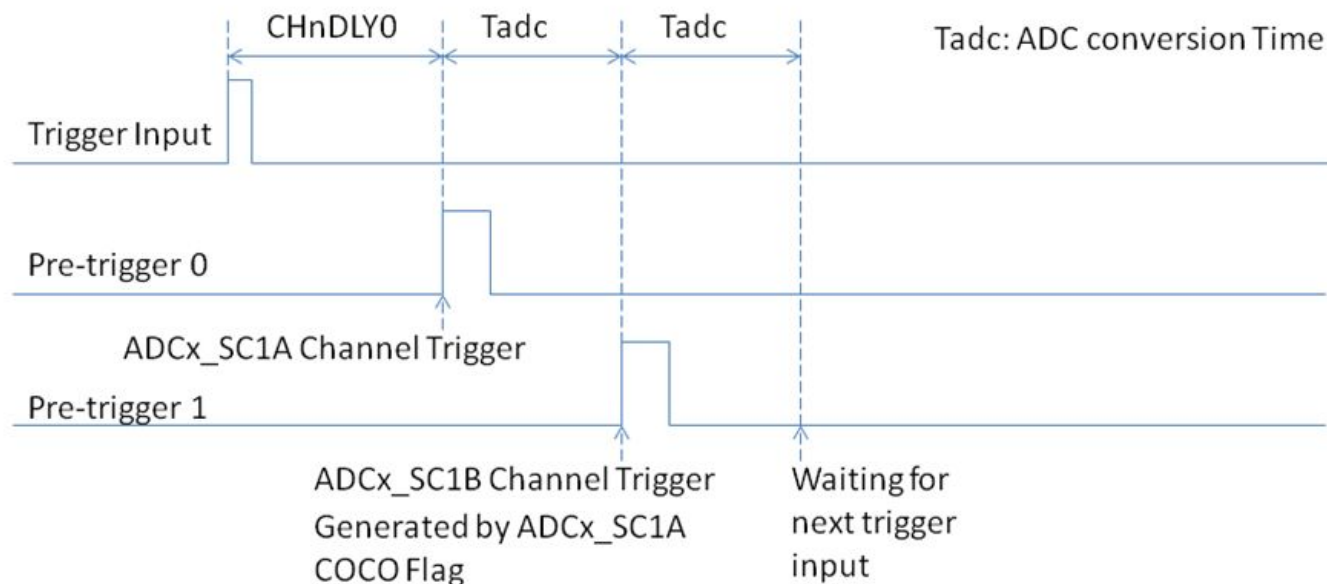 CHnDLY0 Tadc Tadc Tadc: ADC conversion Time
Trigger Input
Pre-trigger 0
ADCx_SC1A Channel Trigger
Pre-trigger 1
ADCx_SC1B Channel Trigger
Generated by ADCx_SC1A
COCO Flag
Waiting for
next trigger
input